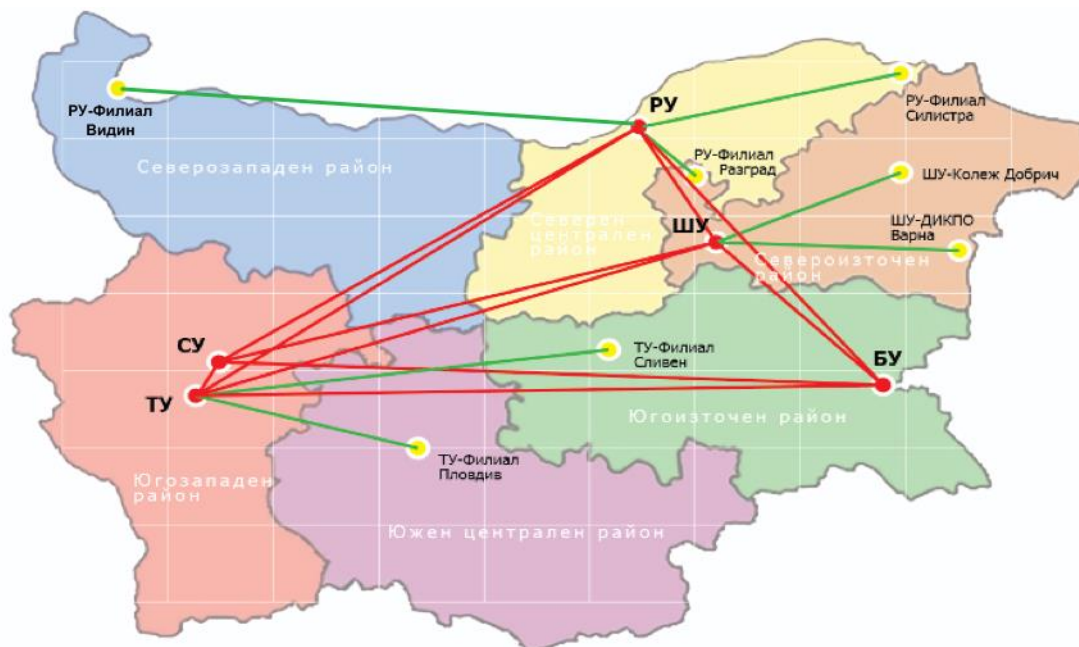 РУ-Филиал
Видин
РУ
РУ-Филиал
Силистра
Северозападен район
РУ-Филиал
Разград
ШУ-Колеж Добрич
Северен
централен
район
ШУ
ШУ-ДИКПО
Варна
Североизточен
район
СУ
ТУ-Филиал
Сливен
БУ
ТУ
Югоизточен район
ТУ-Филиал
Пловдив
Югозападен
район
Южен централен район